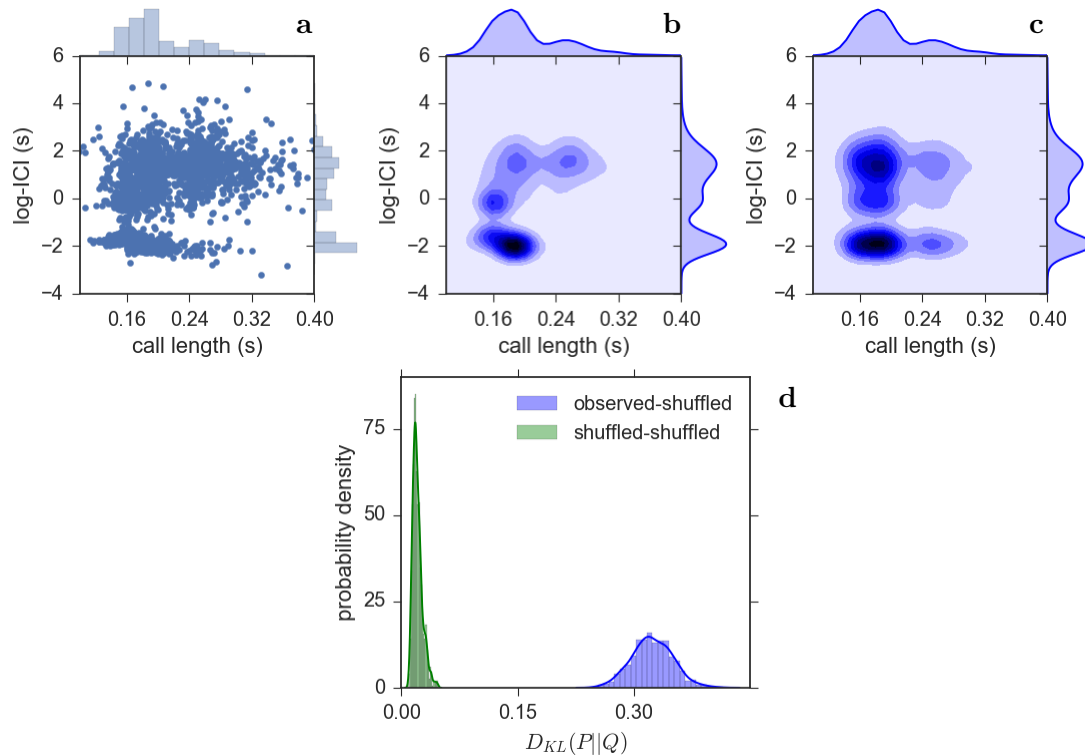 a
6
4
2
0
−2
−4
log-ICI (s)
0.16 0.24 0.32 0.40
call length (s)
b
6
4
2
0
−2
−4
log-ICI (s)
0.16 0.24 0.32 0.40
call length (s)
c
6
4
2
0
−2
−4
log-ICI (s)
0.16 0.24 0.32 0.40
call length (s)
d
observed-shuffled
shuffled-shuffled
75
50
25
0
probability density
0.00 0.15 0.30
D_{KL}(P||Q)